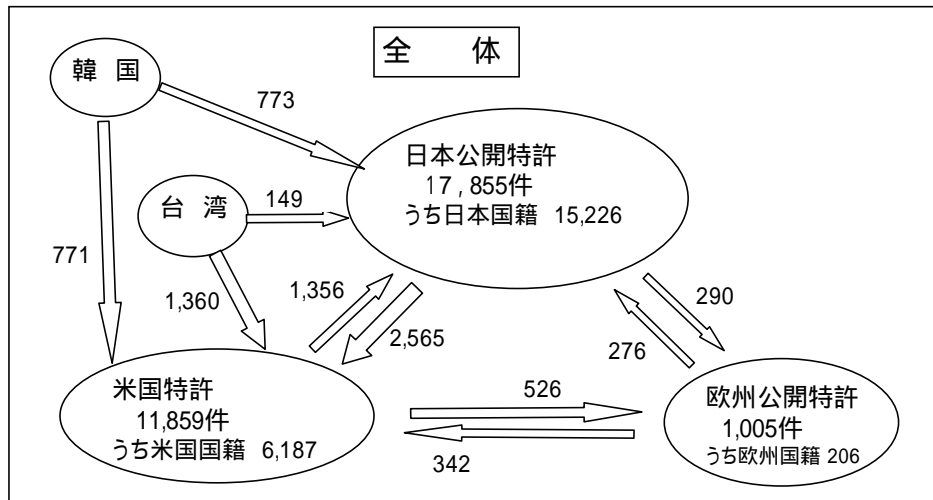 全 体
韓 国
773
日本公開特許
17,855件
うち日本国籍 15,226
台 湾
149
771
1,360
1,356
2,565
290
276
米国特許
11,859件
うち米国国籍 6,187
526
342
欧州公開特許
1,005件
うち欧州国籍 206